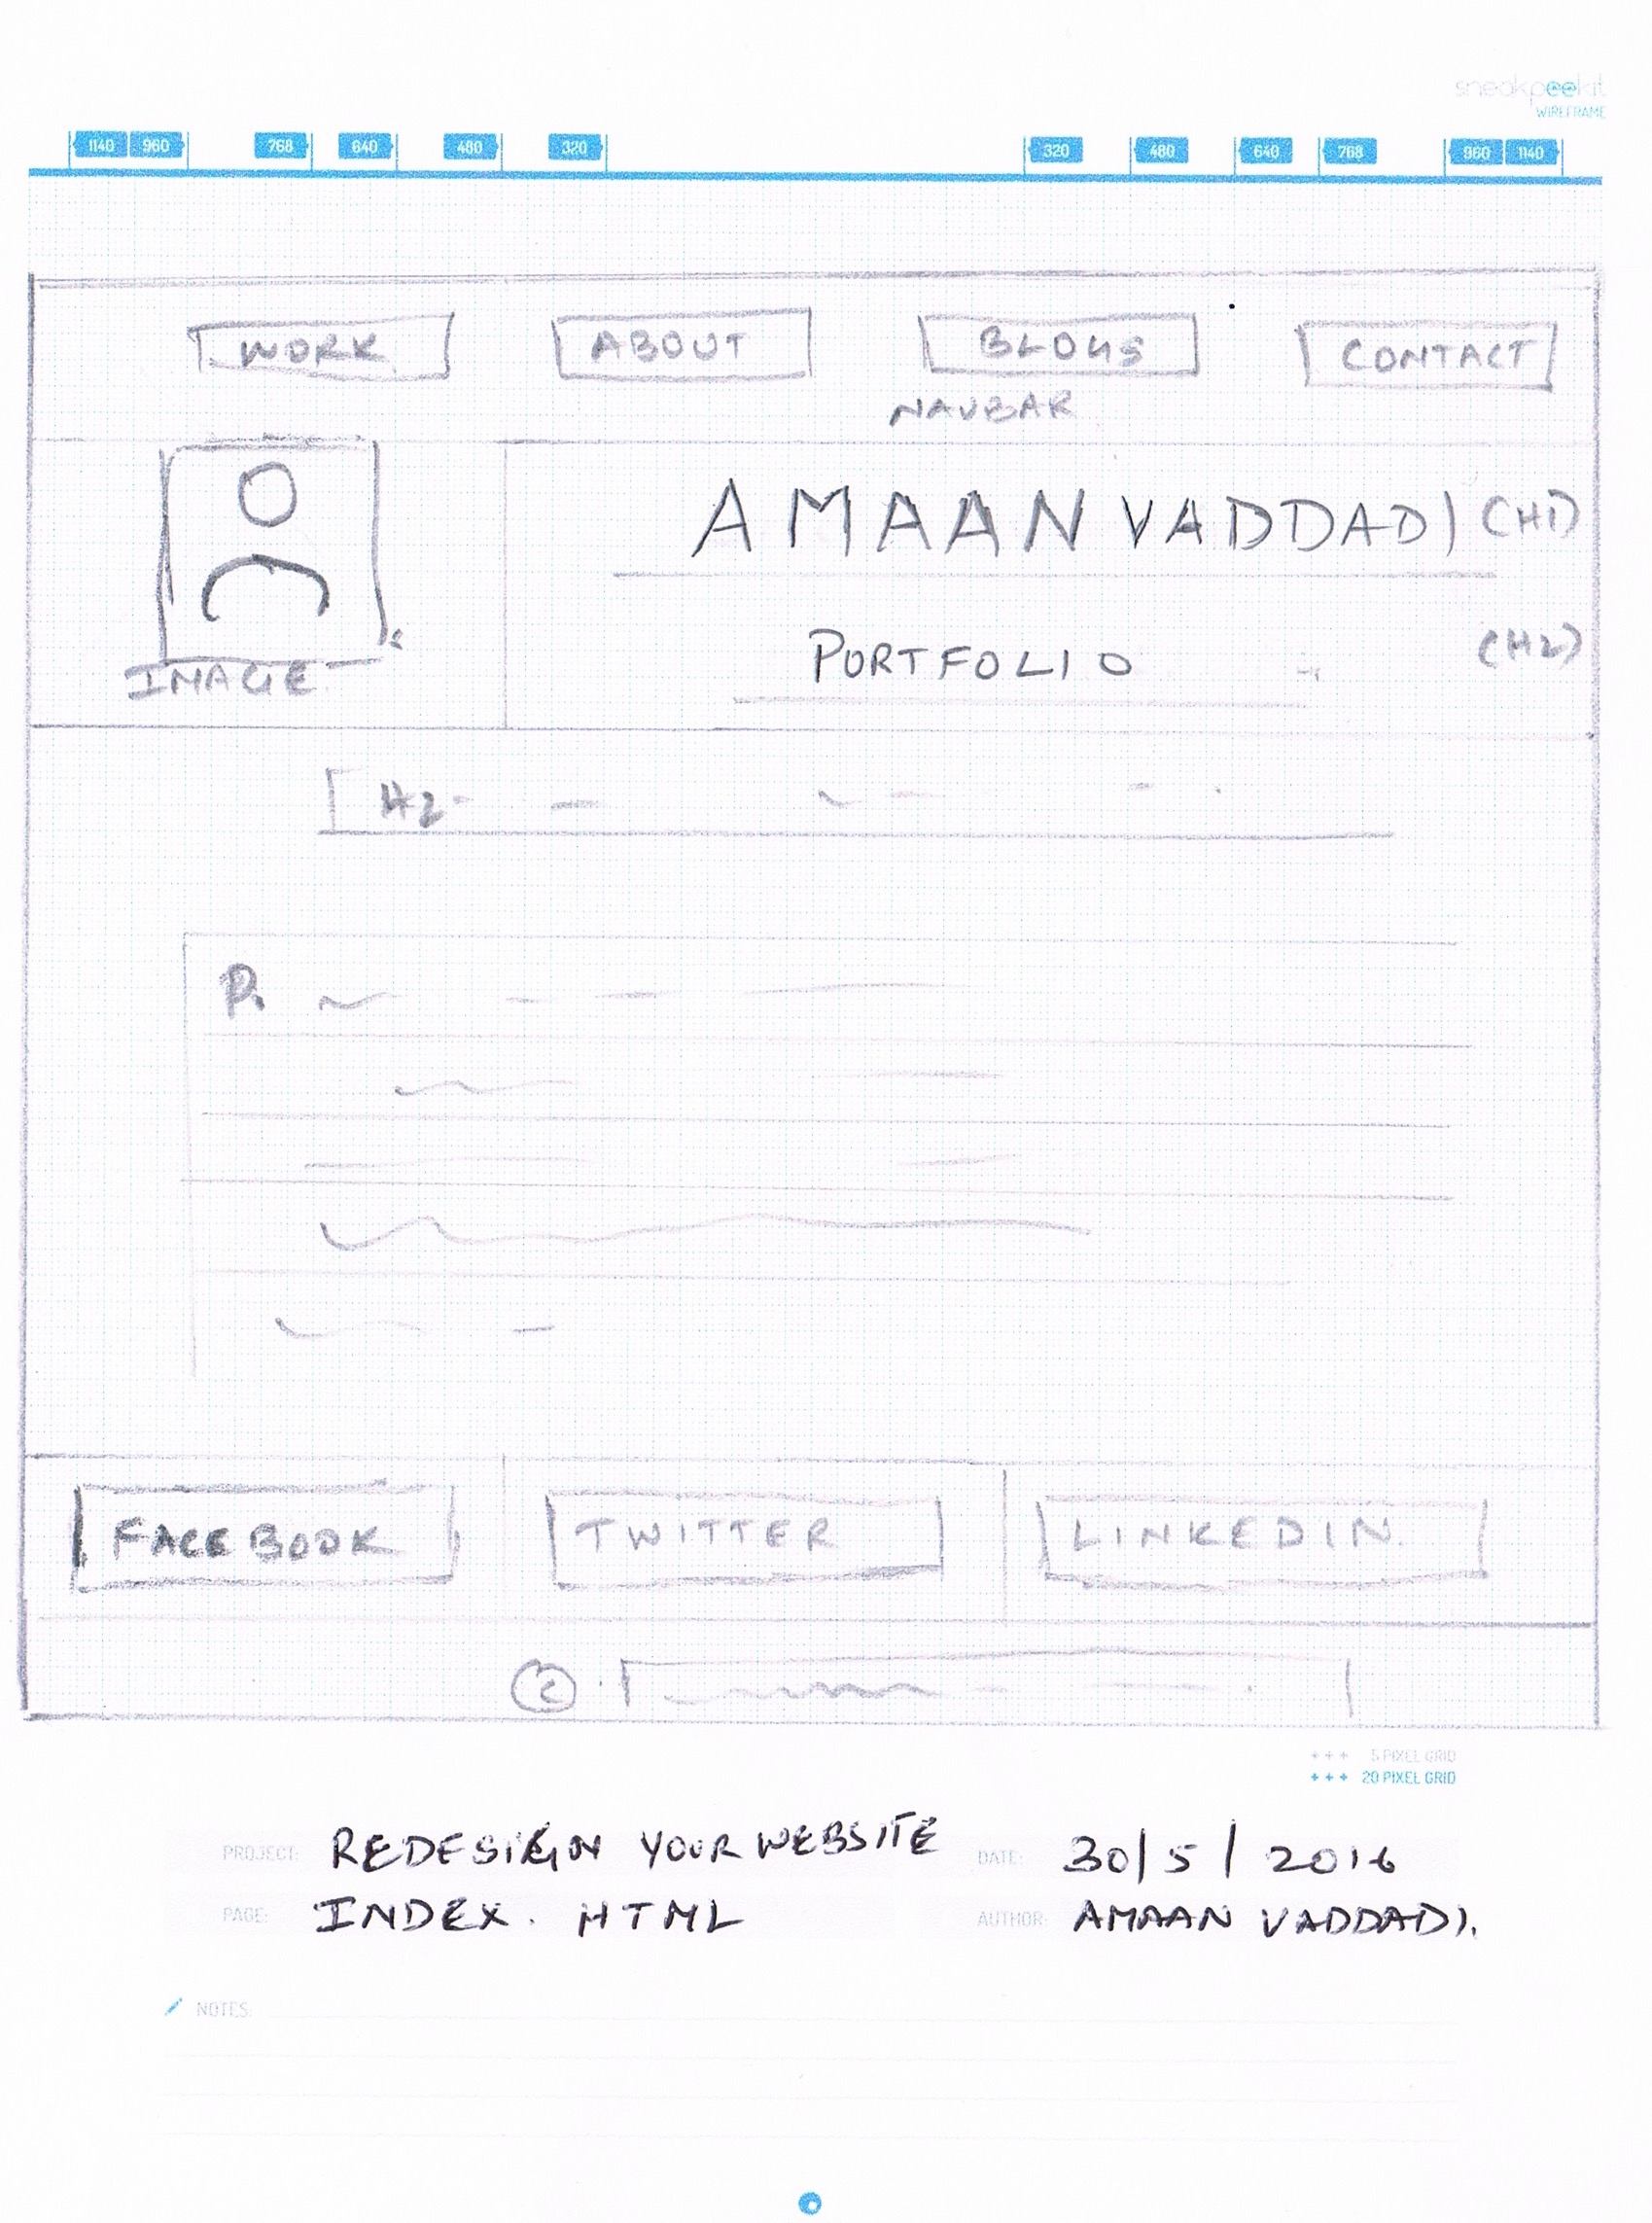 sneakpeekit
WIREFRAME
1140 960 768 640 480 320 320 480 640 768 960 1140
WORK ABOUT BLOGS CONTACT
NAVBAR
AMAAN VADDADI (H1)
PORTFOLIO (H2)
IMAGE
H2
P.
FACEBOOK TWITTER LINKEDIN
©
+++ 5 PIXEL GRID
+++ 20 PIXEL GRID
PROJECT: REDESIGN YOUR WEBSITE DATE: 30/5/2016
PAGE: INDEX. HTML AUTHOR: AMAAN VADDADI.
NOTES: